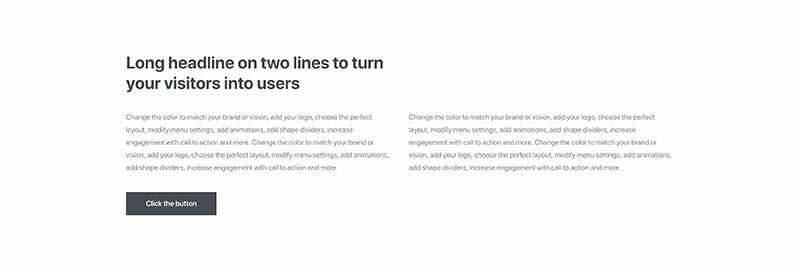 Long headline on two lines to turn
your visitors into users
Change the color to match your brand or vision, add your logo, choose the perfect
layout, modify menu settings, add animations, add shape dividers, increase
engagement with call to action and more. Change the color to match your brand or
vision, add your logo, choose the perfect layout, modify menu settings, add animations,
add shape dividers, increase engagement with call to action and more.
Change the color to match your brand or vision, add your logo, choose the perfect
layout, modify menu settings, add animations, add shape dividers, increase
engagement with call to action and more. Change the color to match your brand or
vision, add your logo, choose the perfect layout, modify menu settings, add animations,
add shape dividers, increase engagement with call to action and more.
Click the button